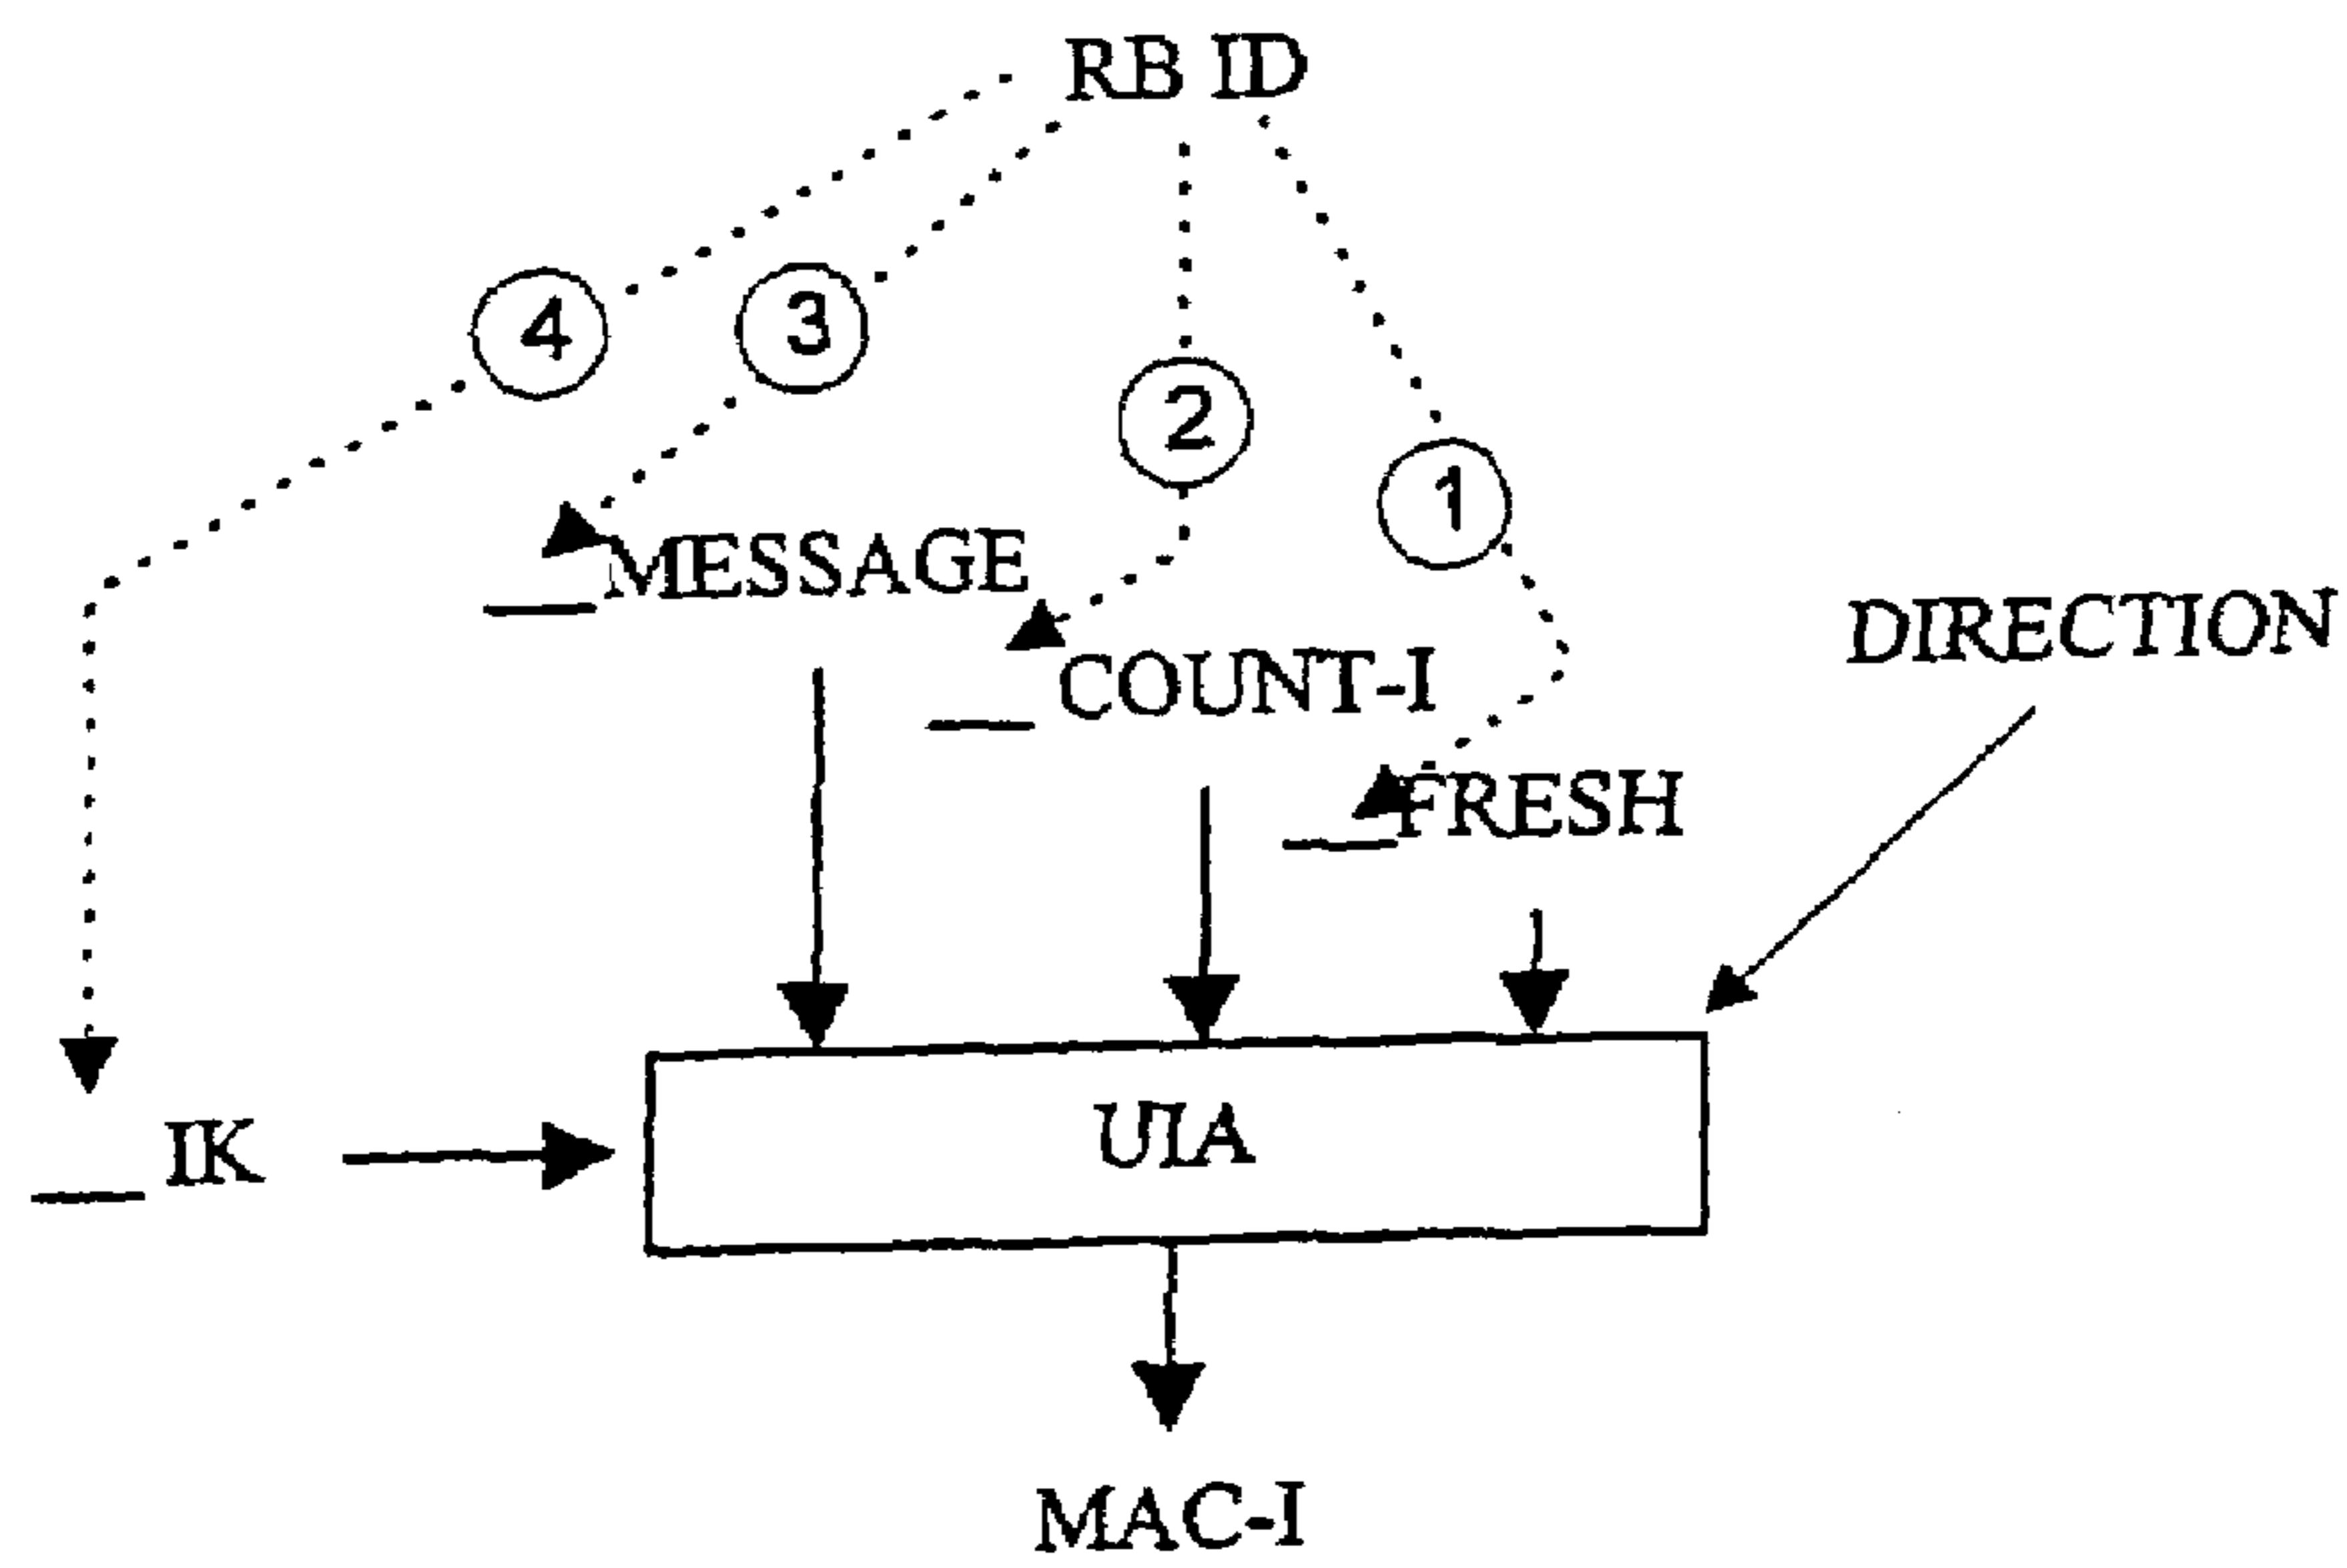 RB ID
4
3
2
1
MESSAGE
DIRECTION
COUNT-I
FRESH
UIA
IK
MAC-I